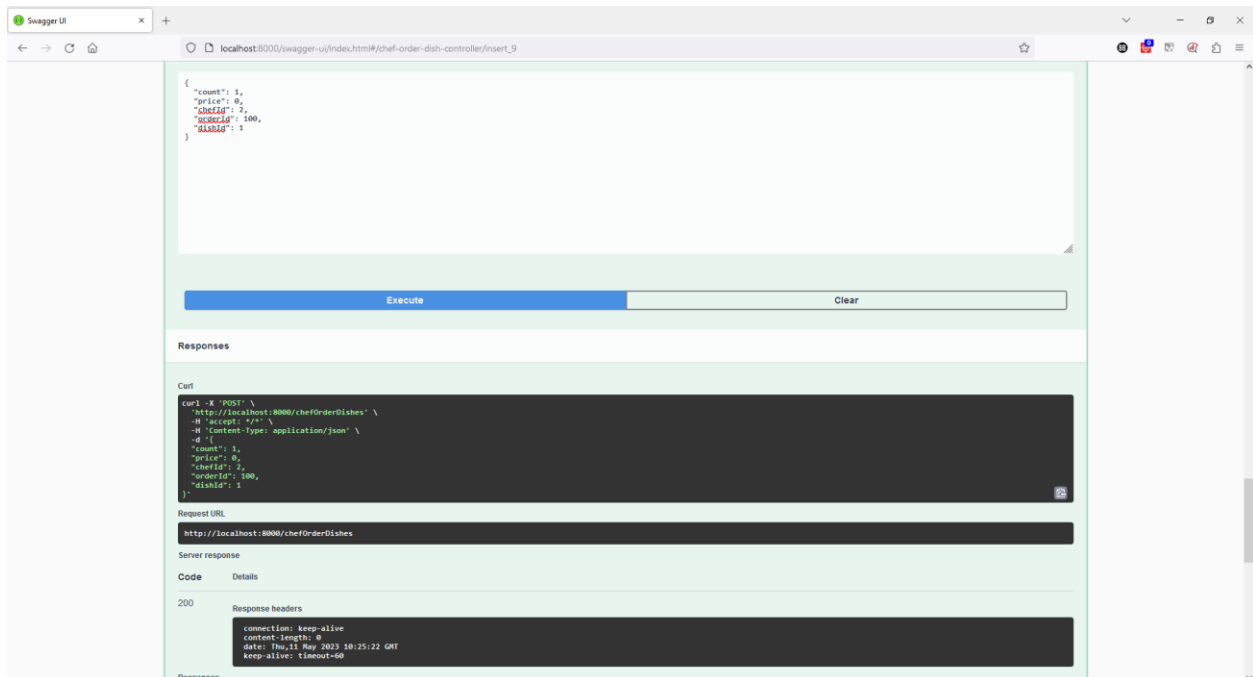 Swagger UI
localhost:8000/swagger-ui/index.html#/chef-order-dish-controller/insert_9
{
"count": 1,
"price": 0,
"chefId": 2,
"orderId": 100,
"dishId": 1
}
Execute
Clear
Responses
Curl
curl -X 'POST' \
'http://localhost:8000/chefOrderDishes' \
-H 'accept: */*' \
-H 'Content-Type: application/json' \
-d '{
"count": 1,
"price": 0,
"chefId": 2,
"orderId": 100,
"dishId": 1
}'
Request URL
http://localhost:8000/chefOrderDishes
Server response
Code Details
200
Response headers
connection: keep-alive
content-length: 0
date: Thu,11 May 2023 10:25:22 GMT
keep-alive: timeout=60
Responses